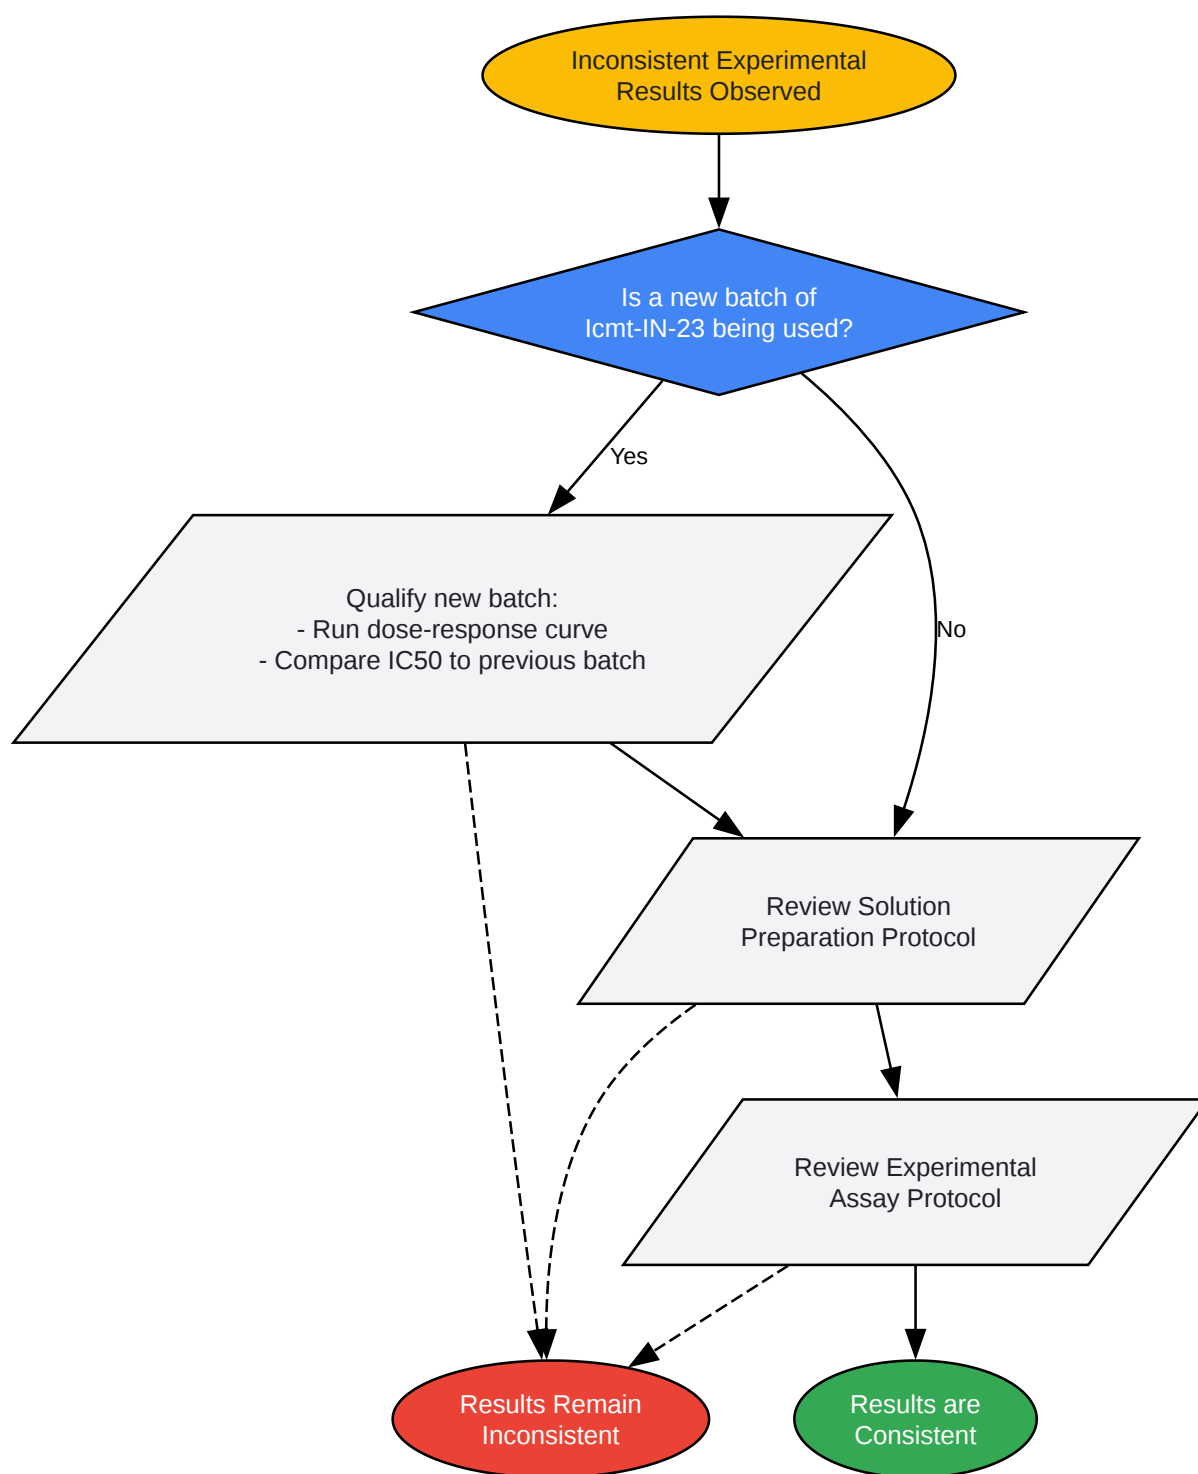 Inconsistent Experimental
Results Observed
Is a new batch of
Icmt-IN-23 being used?
Yes
Qualify new batch:
- Run dose-response curve
- Compare IC50 to previous batch
No
Review Solution
Preparation Protocol
Review Experimental
Assay Protocol
Results Remain
Inconsistent
Results are
Consistent